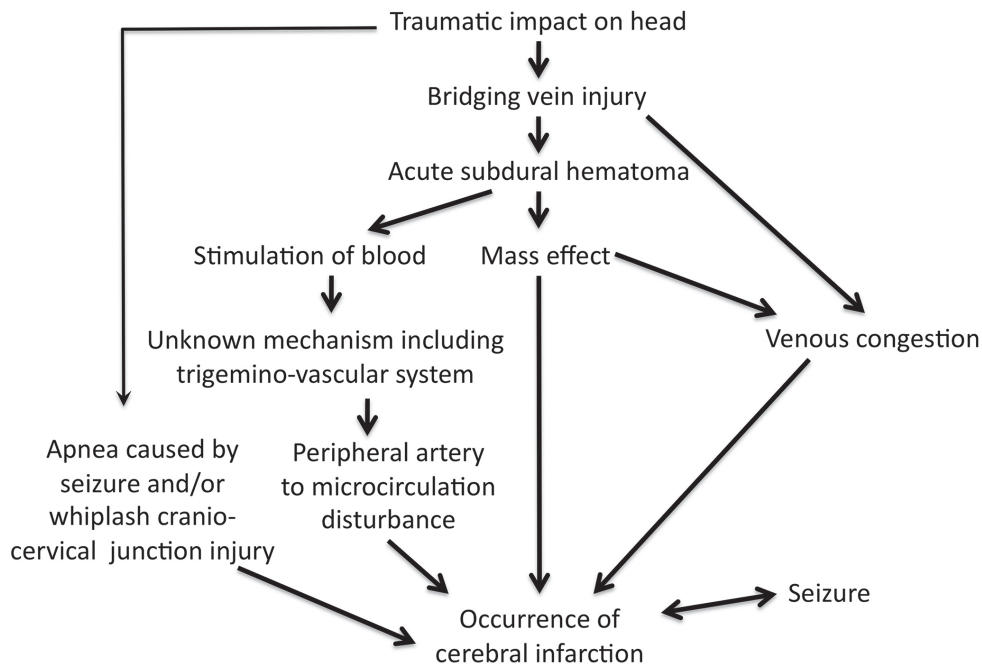 Traumatic impact on head
Bridging vein injury
Acute subdural hematoma
Stimulation of blood
Mass effect
Venous congestion
Unknown mechanism including
trigemino-vascular system
Apnea caused by
seizure and/or
whiplash cranio-
cervical junction injury
Peripheral artery
to microcirculation
disturbance
Seizure
Occurrence of
cerebral infarction